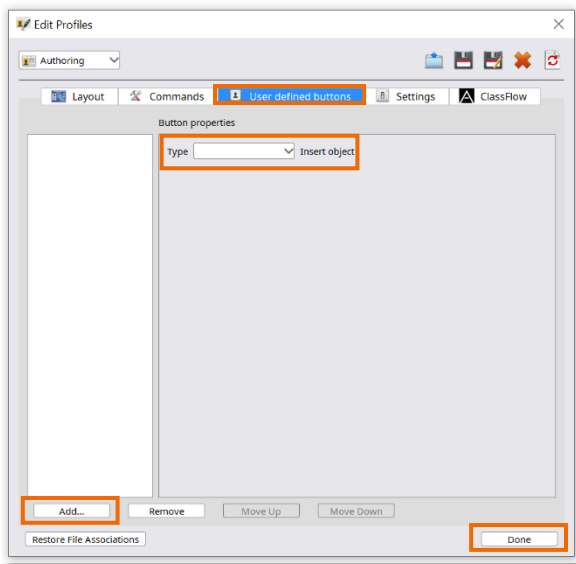 Edit Profiles
Authoring
Layout Commands User defined buttons Settings ClassFlow
Button properties
Type Insert object
Add... Remove Move Up Move Down
Restore File Associations Done